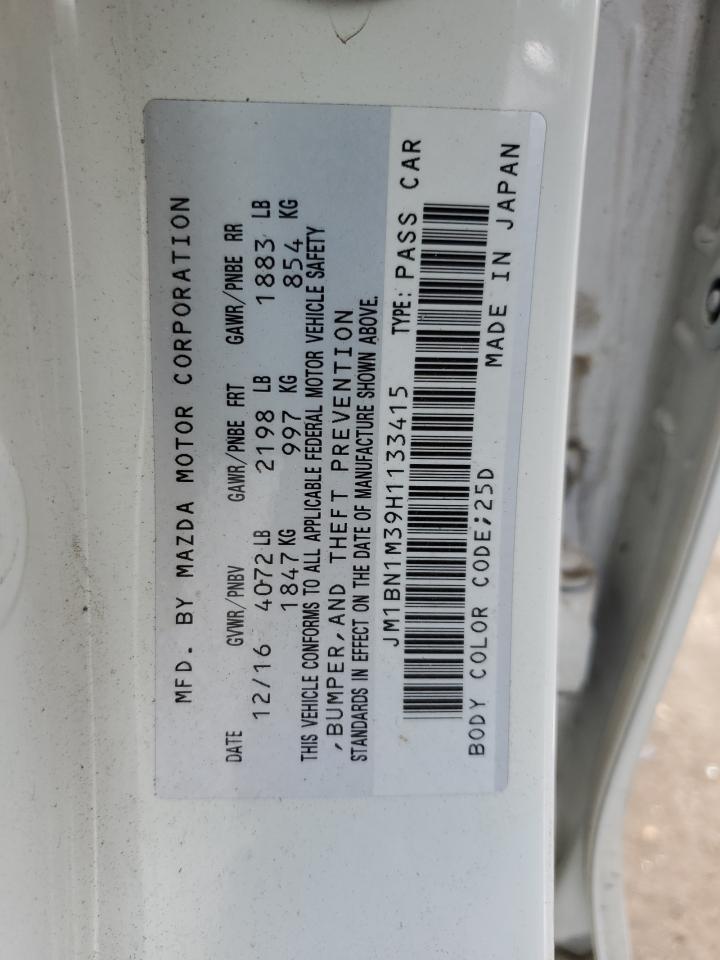 MFD. BY MAZDA MOTOR CORPORATION
DATE GVWR/PNBV GAWR/PNBE FRT GAWR/PNBE RR
12/16 4072 LB 2198 LB 1883 LB
1847 KG 997 KG 854 KG
THIS VEHICLE CONFORMS TO ALL APPLICABLE FEDERAL MOTOR VEHICLE SAFETY
,BUMPER,AND THEFT PREVENTION
STANDARDS IN EFFECT ON THE DATE OF MANUFACTURE SHOWN ABOVE.
JM1BN1M39H1133415 TYPE: PASS CAR
BODY COLOR CODE;25D
MADE IN JAPAN